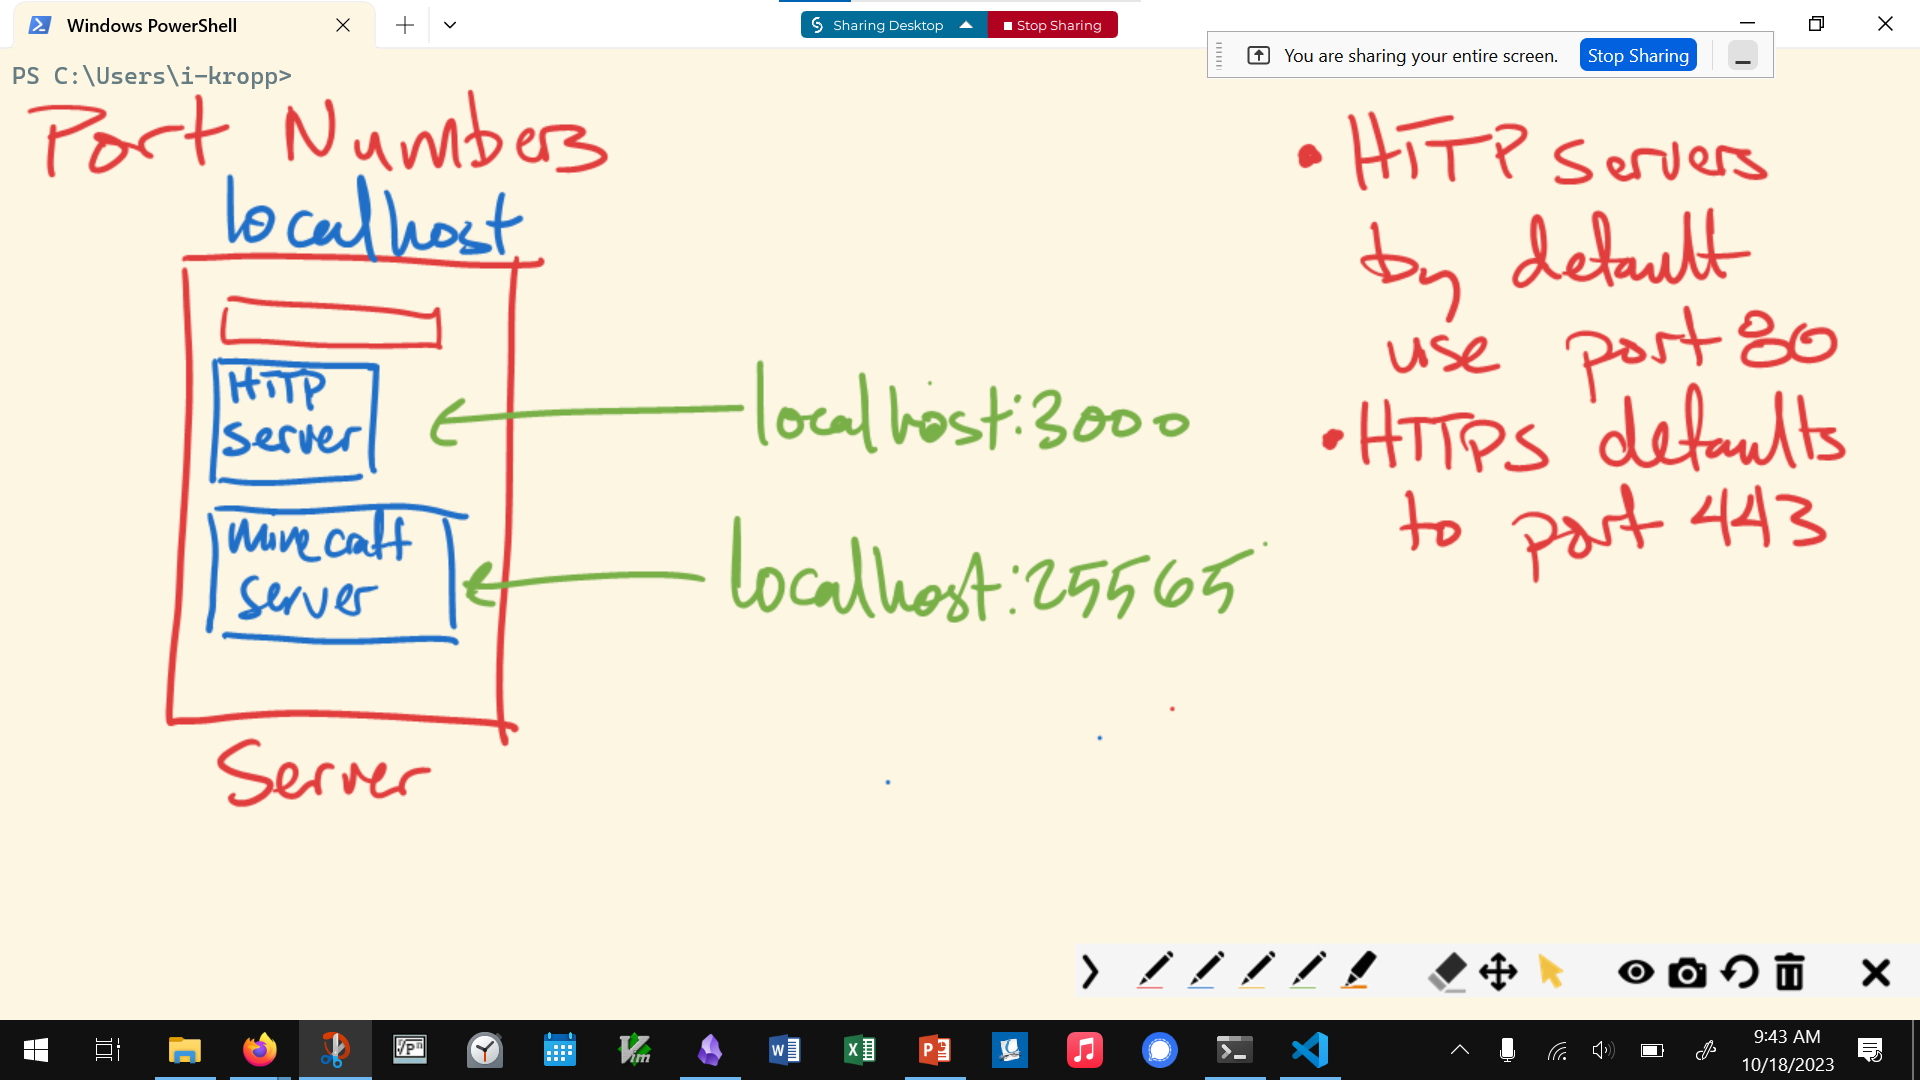 Windows PowerShell
Sharing Desktop
Stop Sharing
You are sharing your entire screen.
Stop Sharing
PS C:\Users\i-kropp>
Port Numbers
localhost
HTTP
server
minecraft
server
Server
localhost:3000
localhost:25565
• HTTP servers
by default
use port 80
• HTTPS defaults
to port 443
9:43 AM
10/18/2023